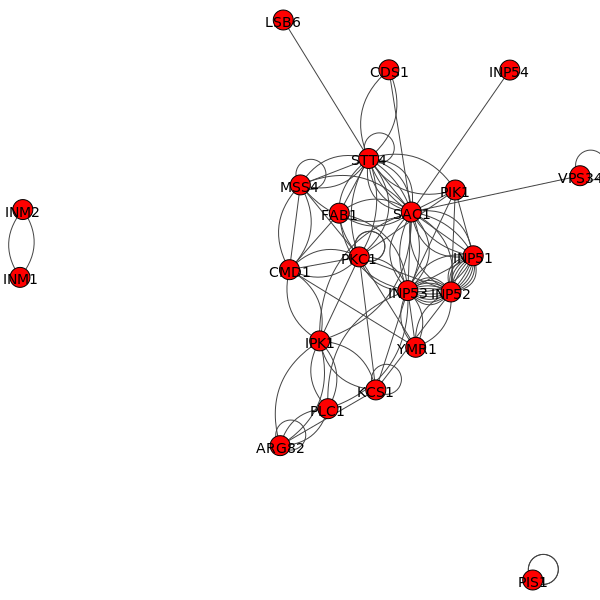 LSB6
CDS1
INP54
STT4
VPS34
MSS4
PIK1
INM2
FAB1
SAC1
PKC1
INP51
CMD1
INM1
INP53
INP52
IPK1
YMR1
KCS1
PLC1
ARG82
PIS1